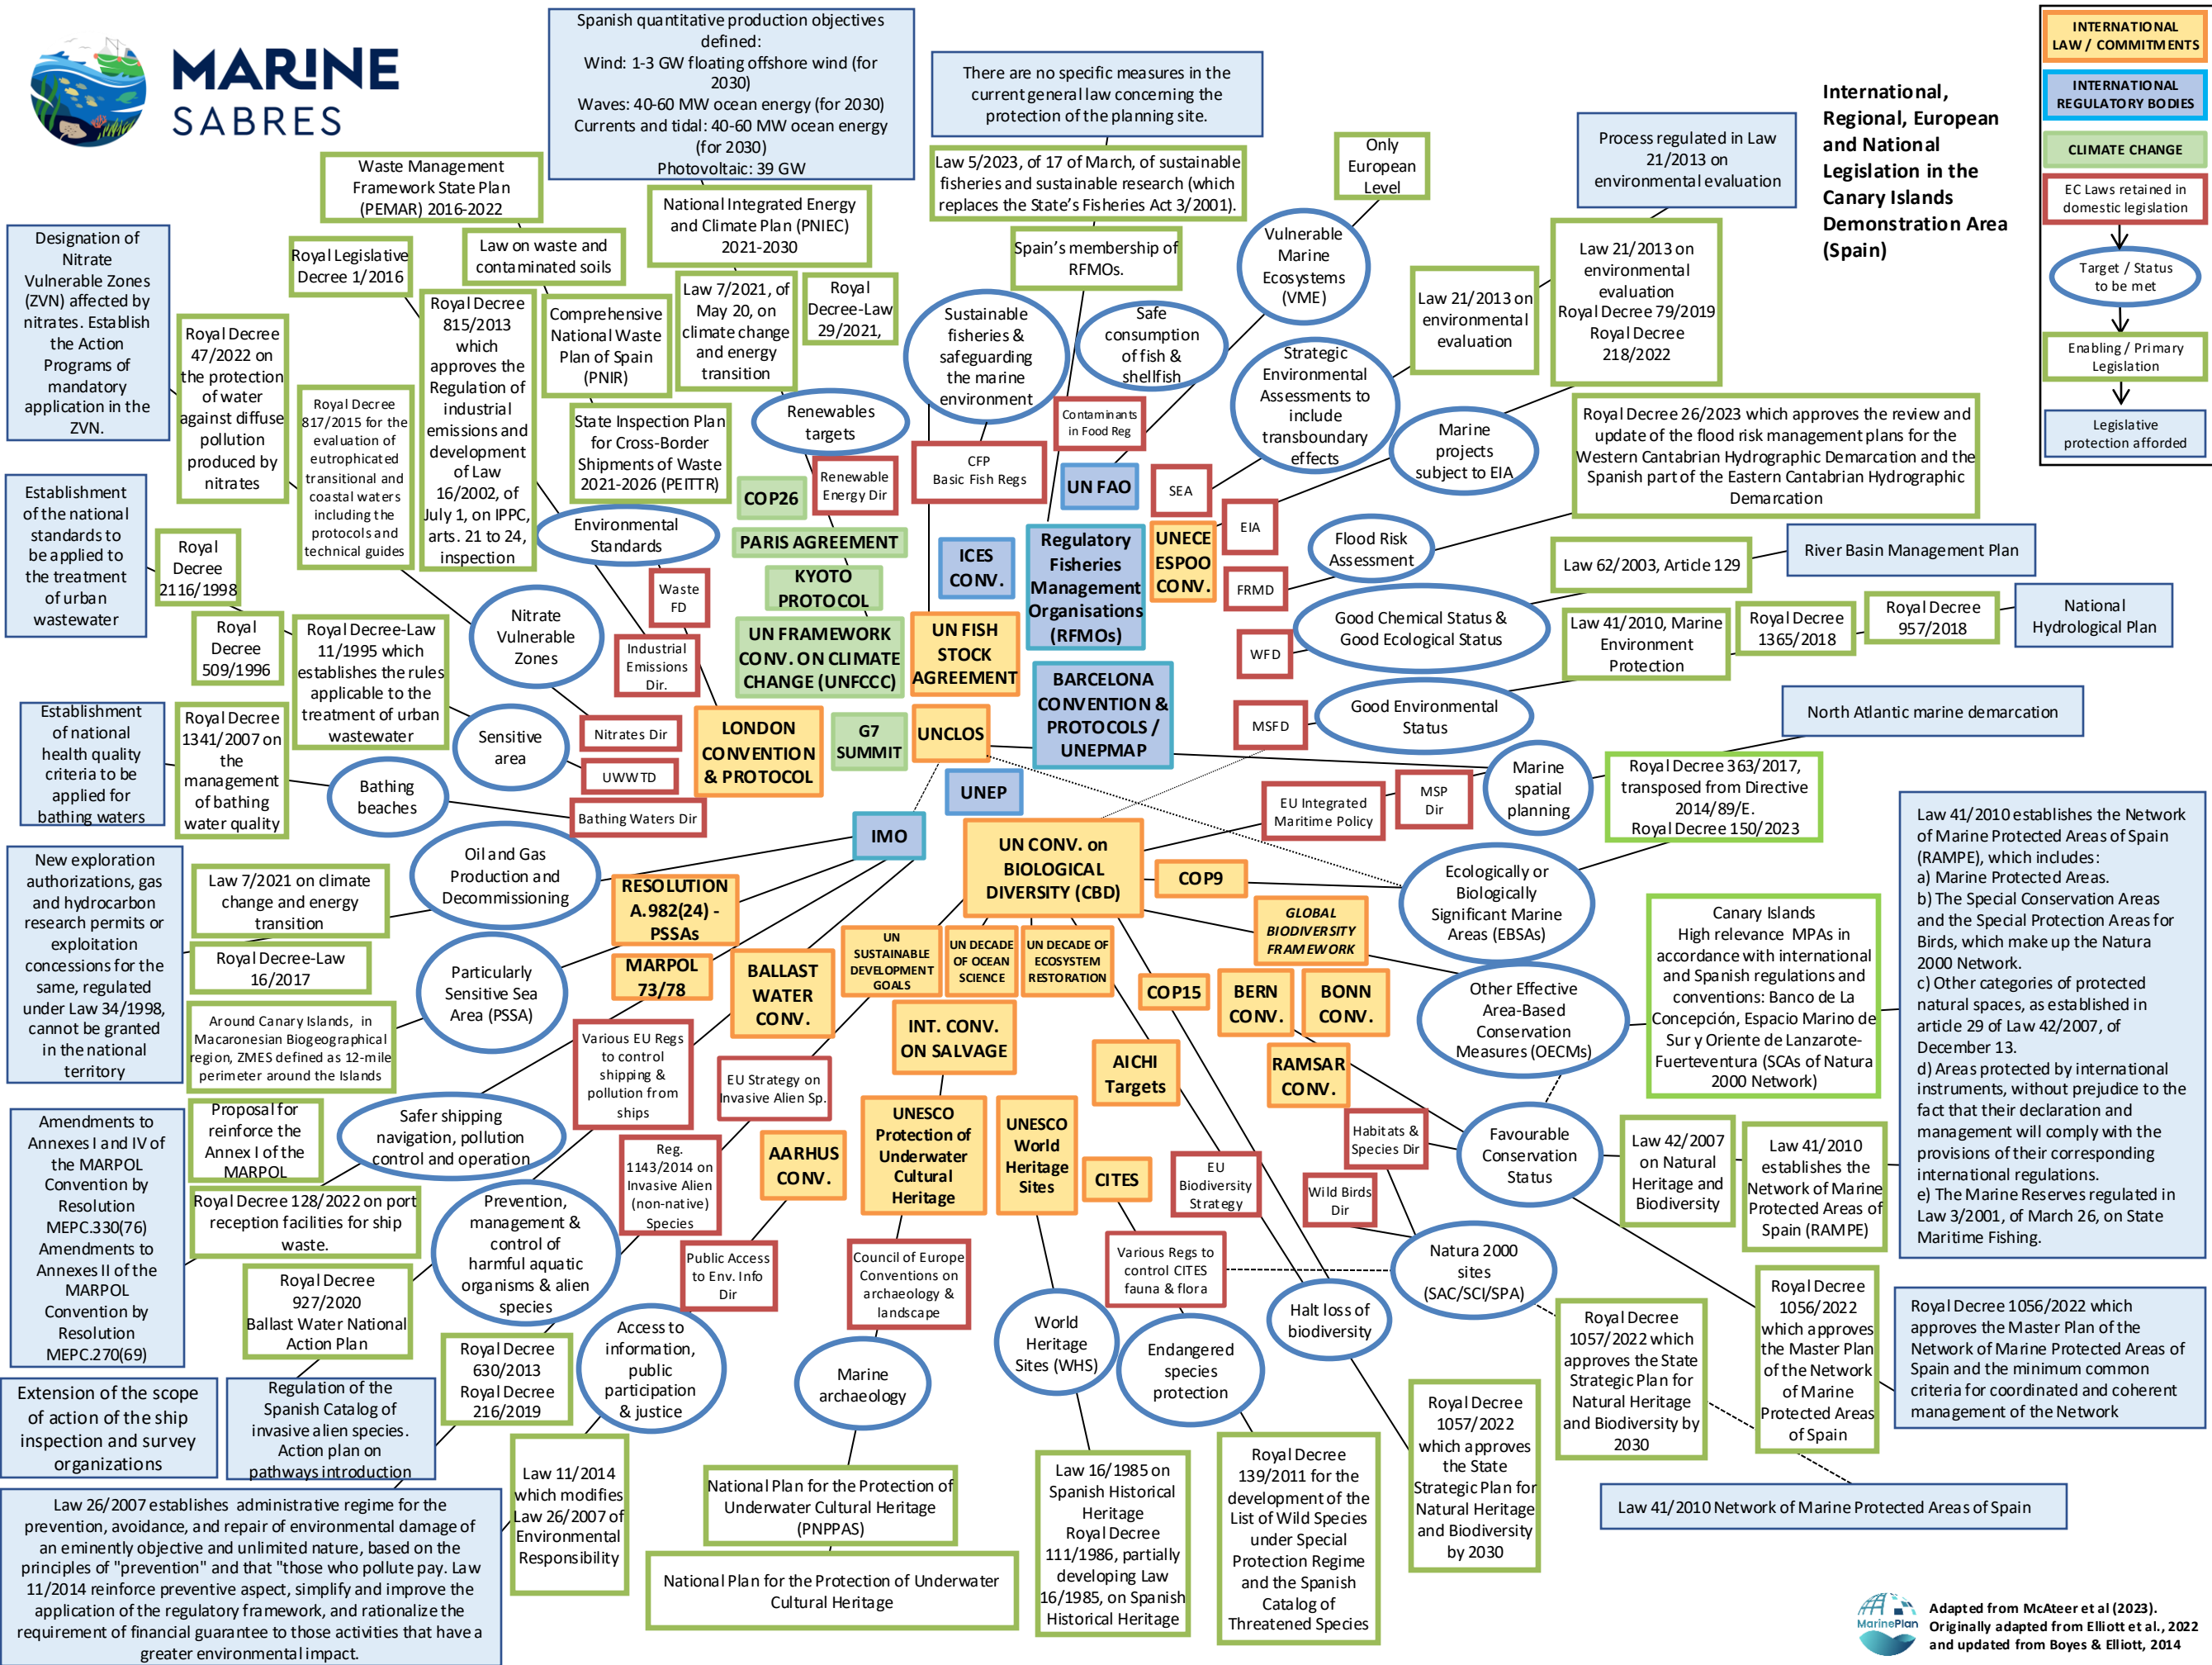 MARINE
SABRES
Spanish quantitative production objectives
defined:
Wind: 1-3 GW floating offshore wind (for
2030)
Waves: 40-60 MW ocean energy (for 2030)
Currents and tidal: 40-60 MW ocean energy
(for 2030)
Photovoltaic: 39 GW
There are no specific measures in the
current general law concerning the
protection of the planning site.
International,
Regional, European
and National
Legislation in the
Canary Islands
Demonstration Area
(Spain)
INTERNATIONAL
LAW / COMMITMENTS
INTERNATIONAL
REGULATORY BODIES
CLIMATE CHANGE
EC Laws retained in
domestic legislation
Target / Status
to be met
Enabling / Primary
Legislation
Legislative
protection afforded
Process regulated in Law
21/2013 on
environmental evaluation
Only
European
Level
Waste Management
Framework State Plan
(PEMAR) 2016-2022
Law 5/2023, of 17 of March, of sustainable
fisheries and sustainable research (which
replaces the State's Fisheries Act 3/2001).
National Integrated Energy
and Climate Plan (PNIEC)
2021-2030
Designation of
Nitrate
Vulnerable Zones
(ZVN) affected by
nitrates. Establish
the Action
Programs of
mandatory
application in the
ZVN.
Royal Legislative
Decree 1/2016
Law on waste and
contaminated soils
Spain's membership of
RFMOs.
Vulnerable
Marine
Ecosystems
(VME)
Law 21/2013 on
environmental
evaluation
Law 21/2013 on
environmental
evaluation
Royal Decree 79/2019
Royal Decree
218/2022
Royal Decree
47/2022 on
the protection
of water
against diffuse
pollution
produced by
nitrates
Royal Decree
815/2013
which
approves the
Regulation of
industrial
emissions and
development
of Law
16/2002, of
July 1, on IPPC,
arts. 21 to 24,
inspection
Comprehensive
National Waste
Plan of Spain
(PNIR)
Law 7/2021, of
May 20, on
climate change
and energy
transition
Royal
Decree-Law
29/2021,
Sustainable
fisheries &
safeguarding
the marine
environment
Safe
consumption
of fish &
shellfish
Strategic
Environmental
Assessments to
include
transboundary
effects
Royal Decree
817/2015 for the
evaluation of
eutrophicated
transitional and
coastal waters
including the
protocols and
technical guides
State Inspection Plan
for Cross-Border
Shipments of Waste
2021-2026 (PEITTR)
Renewables
targets
Contaminants
in Food Reg
Marine
projects
subject to EIA
Royal Decree 26/2023 which approves the review and
update of the flood risk management plans for the
Western Cantabrian Hydrographic Demarcation and the
Spanish part of the Eastern Cantabrian Hydrographic
Demarcation
Establishment
of the national
standards to
be applied to
the treatment
of urban
wastewater
COP26
Renewable
Energy Dir
CFP
Basic Fish Regs
UN FAO
SEA
EIA
Environmental
Standards
PARIS AGREEMENT
ICES
CONV.
Regulatory
Fisheries
Management
Organisations
(RFMOs)
UNECE
ESPOO
CONV.
Flood Risk
Assessment
River Basin Management Plan
Law 62/2003, Article 129
Royal
Decree
2116/1998
KYOTO
PROTOCOL
Waste
FD
FRMD
Royal
Decree
509/1996
Royal Decree-Law
11/1995 which
establishes the rules
applicable to the
treatment of urban
wastewater
Nitrate
Vulnerable
Zones
Industrial
Emissions
Dir.
UN FRAMEWORK
CONV. ON CLIMATE
CHANGE (UNFCCC)
UN FISH
STOCK
AGREEMENT
WFD
Good Chemical Status &
Good Ecological Status
Law 41/2010, Marine
Environment
Protection
Royal Decree
1365/2018
Royal Decree
957/2018
National
Hydrological Plan
BARCELONA
CONVENTION &
PROTOCOLS /
UNEPMAP
Establishment
of national
health quality
criteria to be
applied for
bathing waters
Royal Decree
1341/2007 on
the
management
of bathing
water quality
Sensitive
area
Nitrates Dir
LONDON
CONVENTION
& PROTOCOL
G7
SUMMIT
UNCLOS
MSFD
Good Environmental
Status
North Atlantic marine demarcation
UWWTD
UNEP
Bathing
beaches
Bathing Waters Dir
EU Integrated
Maritime Policy
MSP
Dir
Marine
spatial
planning
Royal Decree 363/2017,
transposed from Directive
2014/89/E.
Royal Decree 150/2023
IMO
UN CONV. on
BIOLOGICAL
DIVERSITY (CBD)
COP9
New exploration
authorizations, gas
and hydrocarbon
research permits or
exploitation
concessions for the
same, regulated
under Law 34/1998,
cannot be granted
in the national
territory
Law 7/2021 on climate
change and energy
transition
Oil and Gas
Production and
Decommissioning
RESOLUTION
A.982(24) -
PSSAs
Ecologically or
Biologically
Significant Marine
Areas (EBSAs)
Law 41/2010 establishes the Network
of Marine Protected Areas of Spain
(RAMPE), which includes:
a) Marine Protected Areas.
b) The Special Conservation Areas
and the Special Protection Areas for
Birds, which make up the Natura
2000 Network.
c) Other categories of protected
natural spaces, as established in
article 29 of Law 42/2007, of
December 13.
d) Areas protected by international
instruments, without prejudice to the
fact that their declaration and
management will comply with the
provisions of their corresponding
international regulations.
e) The Marine Reserves regulated in
Law 3/2001, of March 26, on State
Maritime Fishing.
Royal Decree-Law
16/2017
Particularly
Sensitive Sea
Area (PSSA)
MARPOL
73/78
BALLAST
WATER
CONV.
UN
SUSTAINABLE
DEVELOPMENT
GOALS
UN DECADE
OF OCEAN
SCIENCE
UN DECADE OF
ECOSYSTEM
RESTORATION
GLOBAL
BIODIVERSITY
FRAMEWORK
COP15
BERN
CONV.
BONN
CONV.
Other Effective
Area-Based
Conservation
Measures (OECMs)
Canary Islands
High relevance MPAs in
accordance with international
and Spanish regulations and
conventions: Banco de La
Concepción, Espacio Marino de
Sur y Oriente de Lanzarote-
Fuerteventura (SCAs of Natura
2000 Network)
Around Canary Islands, in
Macaronesian Biogeographical
region, ZMES defined as 12-mile
perimeter around the Islands
Various EU Regs
to control
shipping &
pollution from
ships
INT. CONV.
ON SALVAGE
AICHI
Targets
RAMSAR
CONV.
EU Strategy on
Invasive Alien Sp.
Amendments to
Annexes I and IV of
the MARPOL
Convention by
Resolution
MEPC.330(76)
Amendments to
Annexes II of the
MARPOL
Convention by
Resolution
MEPC.270(69)
Proposal for
reinforce the
Annex I of the
MARPOL
Safer shipping
navigation, pollution
control and operation
Reg.
1143/2014 on
Invasive Alien
(non-native)
Species
AARHUS
CONV.
UNESCO
Protection of
Underwater
Cultural
Heritage
UNESCO
World
Heritage
Sites
CITES
EU
Biodiversity
Strategy
Habitats &
Species Dir
Wild Birds
Dir
Favourable
Conservation
Status
Law 42/2007
on Natural
Heritage and
Biodiversity
Law 41/2010
establishes the
Network of Marine
Protected Areas of
Spain (RAMPE)
Royal Decree 128/2022 on port
reception facilities for ship
waste.
Prevention,
management &
control of
harmful aquatic
organisms & alien
species
Public Access
to Env. Info
Dir
Council of Europe
Conventions on
archaeology &
landscape
Various Regs to
control CITES
fauna & flora
Natura 2000
sites
(SAC/SCI/SPA)
Royal Decree
927/2020
Ballast Water National
Action Plan
Royal Decree
630/2013
Royal Decree
216/2019
Access to
information,
public
participation
& justice
Marine
archaeology
World
Heritage
Sites (WHS)
Endangered
species
protection
Halt loss of
biodiversity
Royal Decree
1057/2022 which
approves the State
Strategic Plan for
Natural Heritage
and Biodiversity by
2030
Royal Decree
1056/2022
which approves
the Master Plan
of the Network
of Marine
Protected Areas
of Spain
Royal Decree 1056/2022 which
approves the Master Plan of the
Network of Marine Protected Areas of
Spain and the minimum common
criteria for coordinated and coherent
management of the Network
Extension of the scope
of action of the ship
inspection and survey
organizations
Regulation of the
Spanish Catalog of
invasive alien species.
Action plan on
pathways introduction
Law 11/2014
which modifies
Law 26/2007 of
Environmental
Responsibility
National Plan for the Protection of
Underwater Cultural Heritage
(PNPPAS)
National Plan for the Protection of Underwater
Cultural Heritage
Law 16/1985 on
Spanish Historical
Heritage
Royal Decree
111/1986, partially
developing Law
16/1985, on Spanish
Historical Heritage
Royal Decree
139/2011 for the
development of the
List of Wild Species
under Special
Protection Regime
and the Spanish
Catalog of
Threatened Species
Royal Decree
1057/2022
which approves
the State
Strategic Plan for
Natural Heritage
and Biodiversity
by 2030
Law 41/2010 Network of Marine Protected Areas of Spain
Law 26/2007 establishes administrative regime for the
prevention, avoidance, and repair of environmental damage of
an eminently objective and unlimited nature, based on the
principles of "prevention" and that "those who pollute pay. Law
11/2014 reinforce preventive aspect, simplify and improve the
application of the regulatory framework, and rationalize the
requirement of financial guarantee to those activities that have a
greater environmental impact.
MarinePlan
Adapted from McAteer et al (2023).
Originally adapted from Elliott et al., 2022
and updated from Boyes & Elliott, 2014